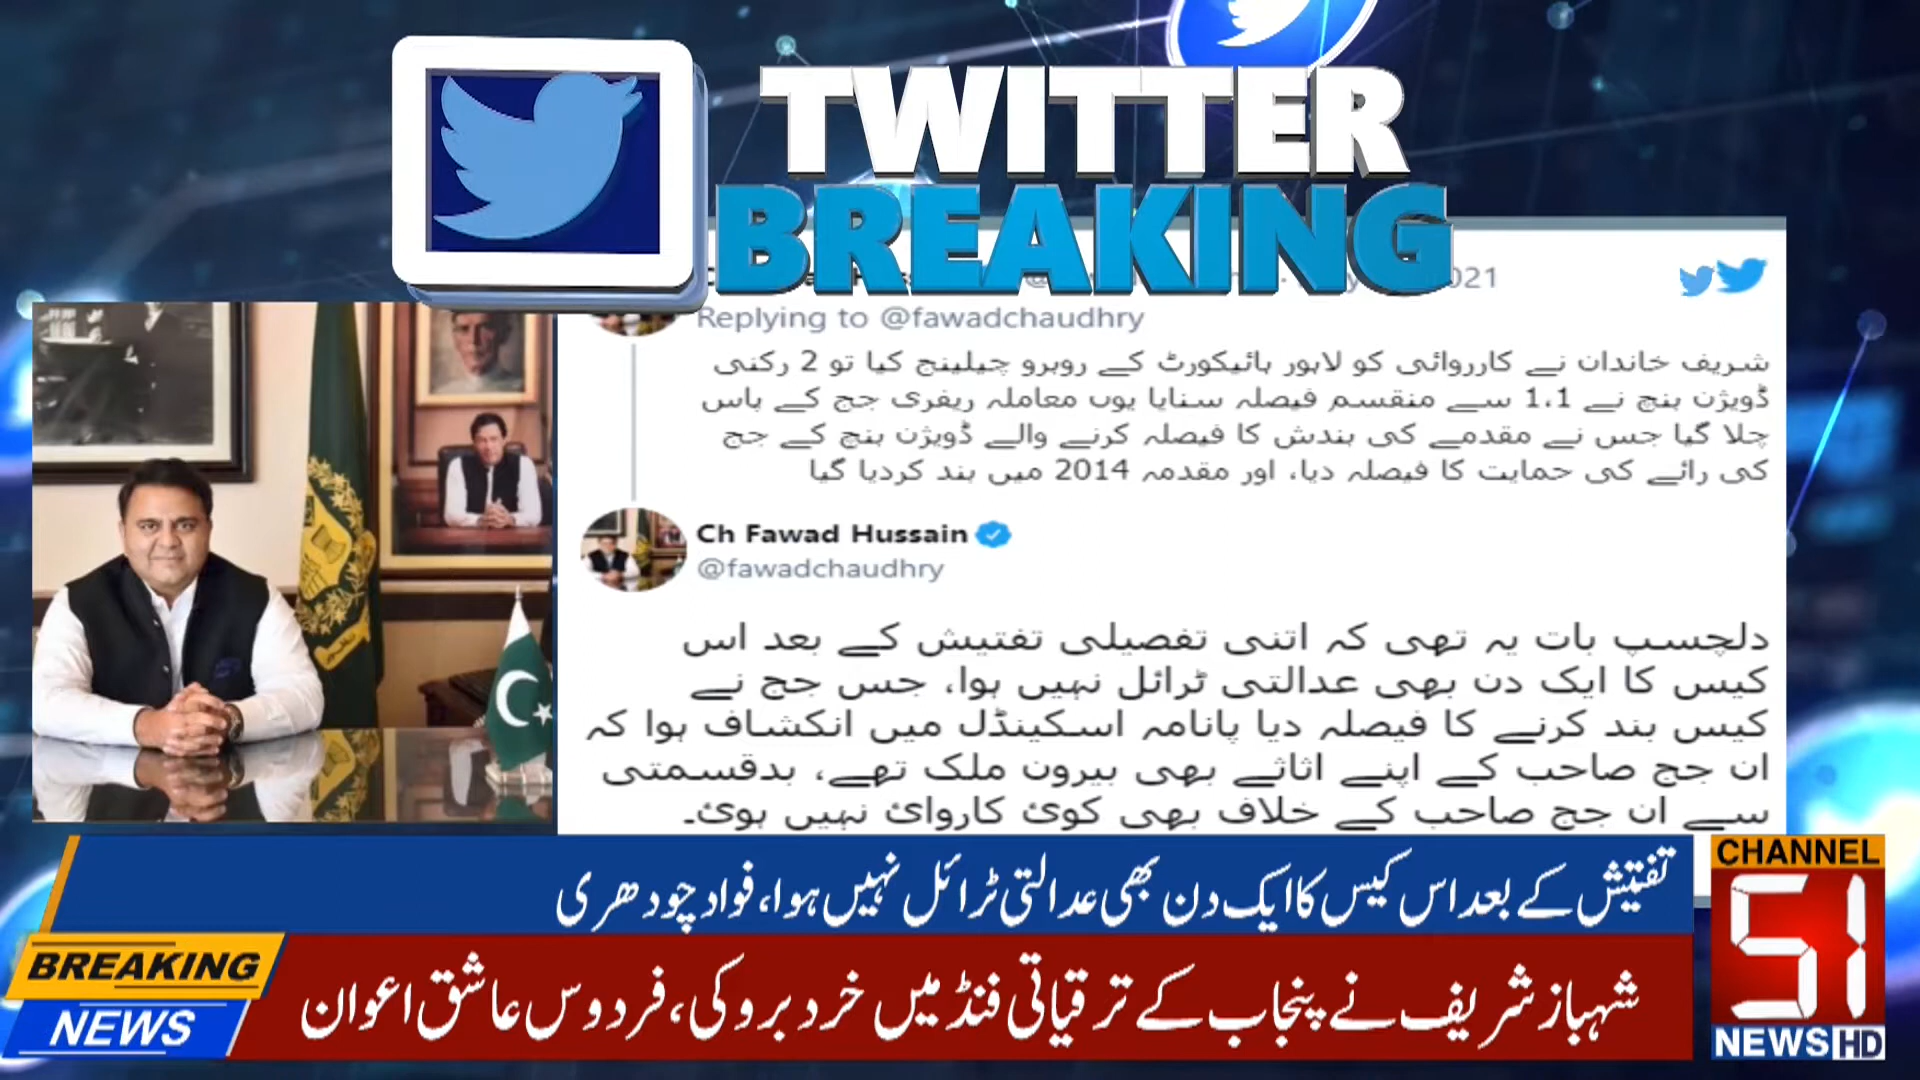 TWITTER
BREAKING
2021
Replying to @fawadchaudhry
شریف خاندان نے کارروائی کو لاہور ہائیکورٹ کے روبرو چیلینج کیا تو 2 رکنی
ڈویژن بنچ نے 1،1 سے منقسم فیصلہ سنایا یوں معاملہ ریفری جج کے پاس
چلا گیا جس نے مقدمے کی بندش کا فیصلہ کرنے والے ڈویژن بنچ کے جج
کی رائے کی حمایت کا فیصلہ دیا، اور مقدمہ 2014 میں بند کردیا گیا
Ch Fawad Hussain
@fawadchaudhry
دلچسپ بات یہ تھی کہ اتنی تفصیلی تفتیش کے بعد اس
کیس کا ایک دن بھی عدالتی ٹرائل نہیں ہوا، جس جج نے
کیس بند کرنے کا فیصلہ دیا پانامہ اسکینڈل میں انکشاف ہوا کہ
ان جج صاحب کے اپنے اثاثے بھی بیرون ملک تھے، بدقسمتی
سے ان جج صاحب کے خلاف بھی کوئ کاروائ نہیں ہوئ۔
تفتیش کے بعد اس کیس کا ایک دن بھی عدالتی ٹرائل نہیں ہوا، فواد چودھری
BREAKING
NEWS
شہباز شریف نے پنجاب کے ترقیاتی فنڈ میں خرد برد کی، فردوس عاشق اعوان
CHANNEL
51
NEWS HD